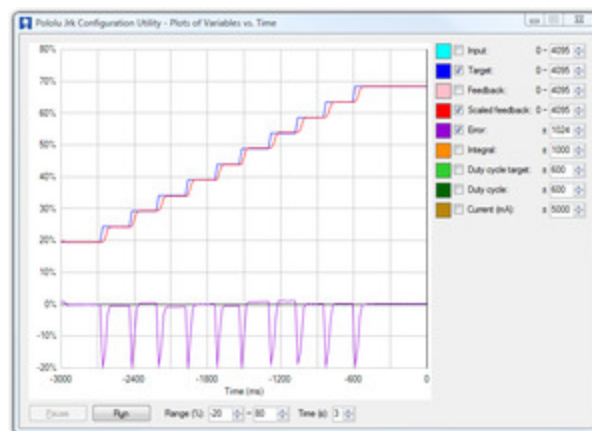 Pololu Jrk Configuration Utility - Plots of Variables vs. Time
80%
70%
60%
50%
40%
30%
20%
10%
0%
-10%
-20%
-3000 -2400 -1800 -1200 -600 0
Time (ms)
Input: 0 - 4095
Target: 0 - 4095
Feedback: 0 - 4095
Scaled feedback: 0 - 4095
Error: ± 1024
Integral: ± 1000
Duty cycle target: ± 600
Duty cycle: ± 600
Current (mA): ± 5000
Pause Run Range (%): -20 - 80 Time (s): 3